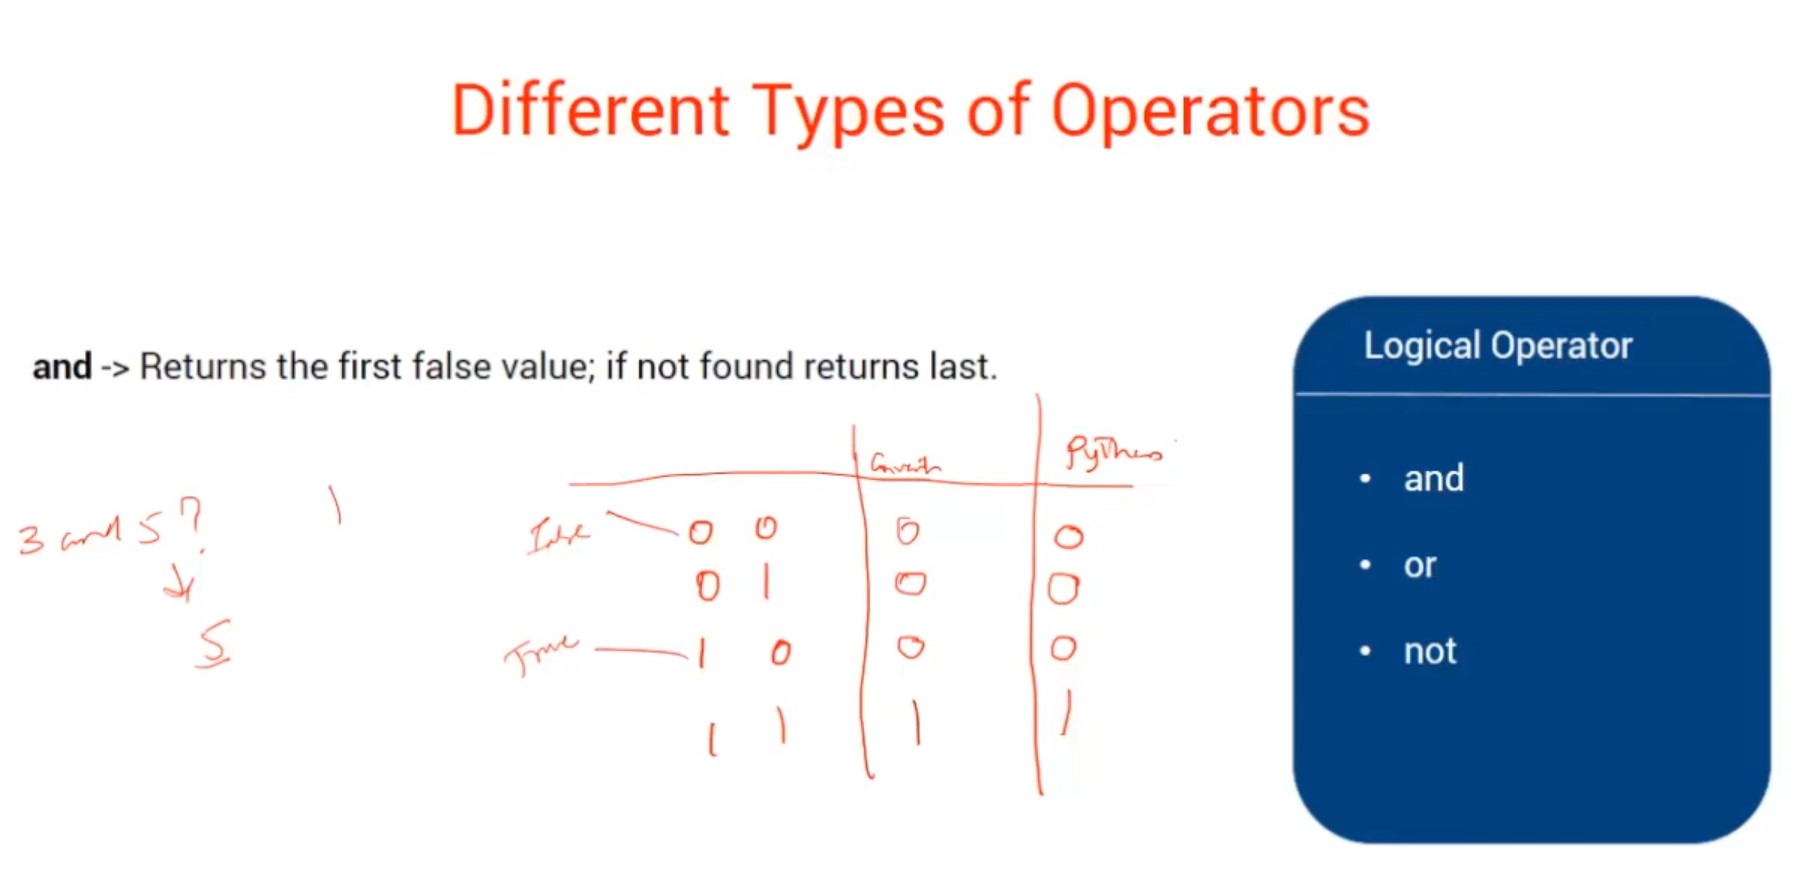 Different Types of Operators
and -> Returns the first false value; if not found returns last.
Logical Operator
• and
• or
• not
Python
3 and 5?
5
1
False
True
0 0 0 0
0 1 0 0
1 0 0 0
1 1 1 1